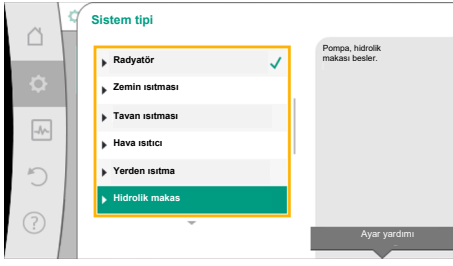 Sistem tipi
Radyatör
Zemin ısıtması
Tavan ısıtması
Hava ısıtıcı
Yerden ısıtma
Hidrolik makas
Pompa, hidrolik
makası besler.
Ayar yardımı
?